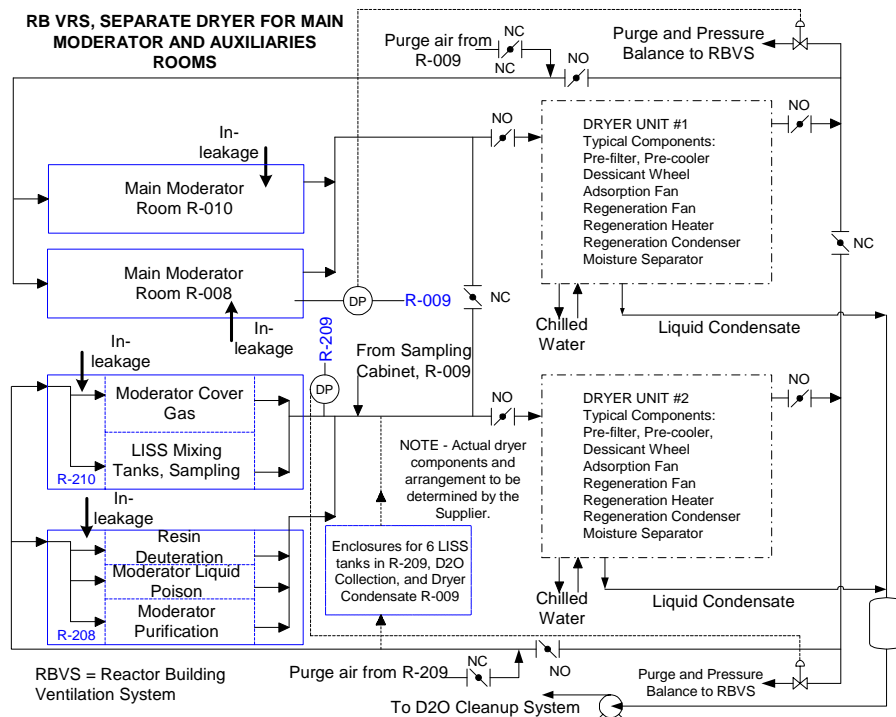 RB VRS, SEPARATE DRYER FOR MAIN
MODERATOR AND AUXILIARIES
ROOMS
Purge air from
R-009
NC
NC
NO
Purge and Pressure
Balance to RBVS
In-
leakage
Main Moderator
Room R-010
NO
DRYER UNIT #1
Typical Components:
Pre-filter, Pre-cooler
Dessicant Wheel
Adsorption Fan
Regeneration Fan
Regeneration Heater
Regeneration Condenser
Moisture Separator
NO
NC
Main Moderator
Room R-008
DP
R-009
NC
In-
leakage
R-209
Chilled
Water
Liquid Condensate
In-
leakage
DP
From Sampling
Cabinet, R-009
Moderator Cover
Gas
LISS Mixing
Tanks, Sampling
R-210
NO
DRYER UNIT #2
Typical Components:
Pre-filter, Pre-cooler,
Dessicant Wheel
Adsorption Fan
Regeneration Fan
Regeneration Heater
Regeneration Condenser
Moisture Separator
NO
NOTE - Actual dryer
components and
arrangement to be
determined by the
Supplier.
In-
leakage
Resin
Deuteration
Moderator Liquid
Poison
Moderator
Purification
R-208
Enclosures for 6 LISS
tanks in R-209, D2O
Collection, and Dryer
Condensate R-009
Chilled
Water
Liquid Condensate
RBVS = Reactor Building
Ventilation System
Purge air from R-209
NC
NO
Purge and Pressure
Balance to RBVS
To D2O Cleanup System